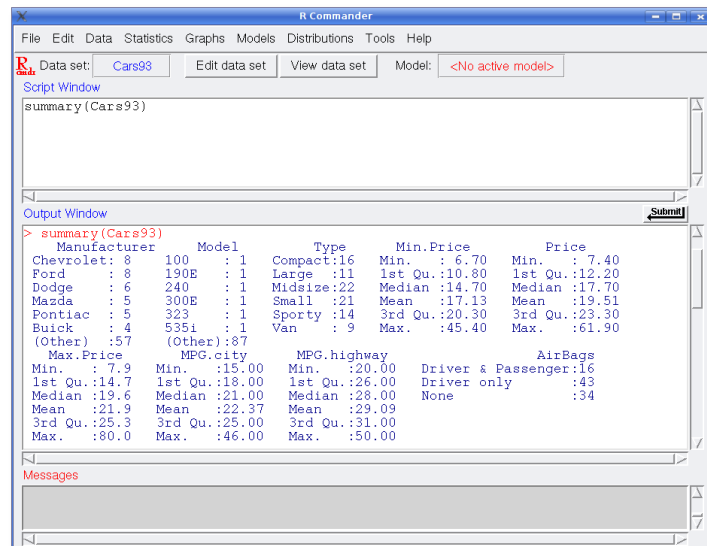 R Commander
File Edit Data Statistics Graphs Models Distributions Tools Help
R cmdr Data set: Cars93 Edit data set View data set Model: <No active model>
Script Window
summary(Cars93)
Output Window Submit
> summary(Cars93)
Manufacturer Model Type Min.Price Price
Chevrolet: 8 100 : 1 Compact:16 Min. : 6.70 Min. : 7.40
Ford : 8 190E : 1 Large :11 1st Qu.:10.80 1st Qu.:12.20
Dodge : 6 240 : 1 Midsize:22 Median :14.70 Median :17.70
Mazda : 5 300E : 1 Small :21 Mean :17.13 Mean :19.51
Pontiac : 5 323 : 1 Sporty :14 3rd Qu.:20.30 3rd Qu.:23.30
Buick : 4 535i : 1 Van : 9 Max. :45.40 Max. :61.90
(Other) :57 (Other):87
Max.Price MPG.city MPG.highway AirBags
Min. : 7.9 Min. :15.00 Min. :20.00 Driver & Passenger:16
1st Qu.:14.7 1st Qu.:18.00 1st Qu.:26.00 Driver only :43
Median :19.6 Median :21.00 Median :28.00 None :34
Mean :21.9 Mean :22.37 Mean :29.09
3rd Qu.:25.3 3rd Qu.:25.00 3rd Qu.:31.00
Max. :80.0 Max. :46.00 Max. :50.00
Messages